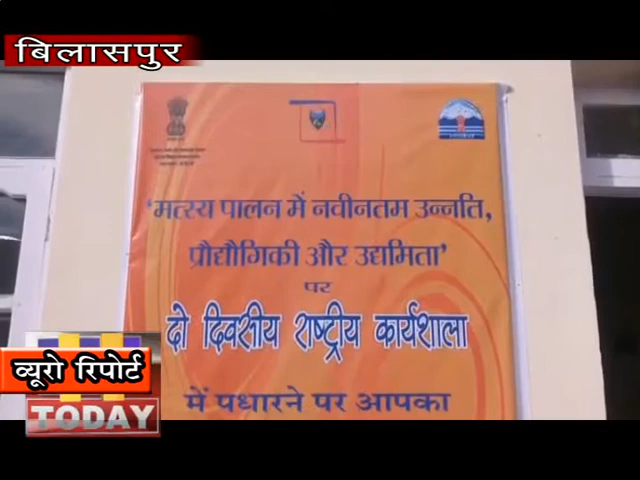 बिलासपुर
'मत्स्य पालन में नवीनतम उन्नति,
प्रौद्यौगिकी और उद्यमिता'
पर
दो दिवसीय राष्ट्रीय कार्यशाला
में पधारने पर आपका
ब्यूरो रिपोर्ट
TODAY